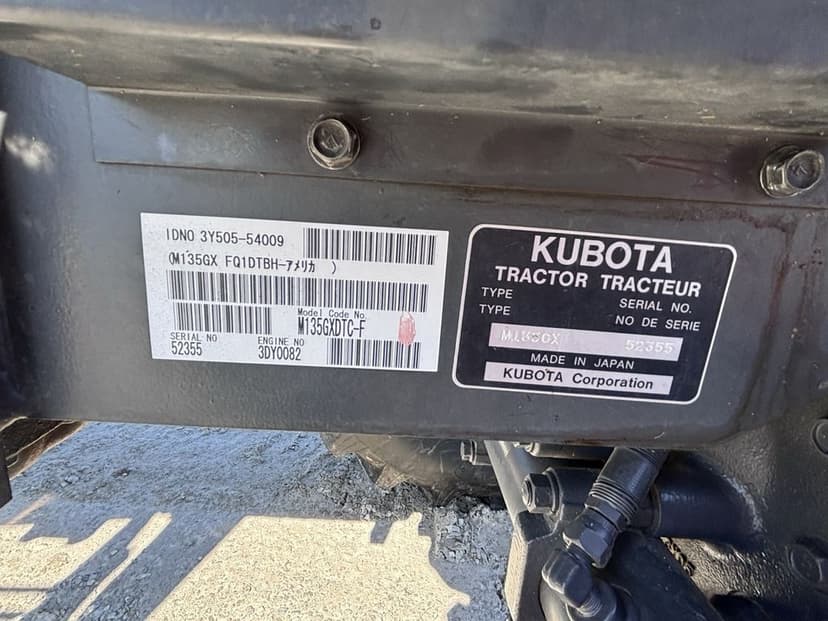 IDNO 3Y505-54009
(M135GX FQ1DTBH-アメリカ )
Model Code No.
M135GXDTC-F
SERIAL NO ENGINE NO
52355 3DY0082
KUBOTA
TRACTOR TRACTEUR
TYPE SERIAL NO.
TYPE NO DE SERIE
M135GX 52355
MADE IN JAPAN
KUBOTA Corporation